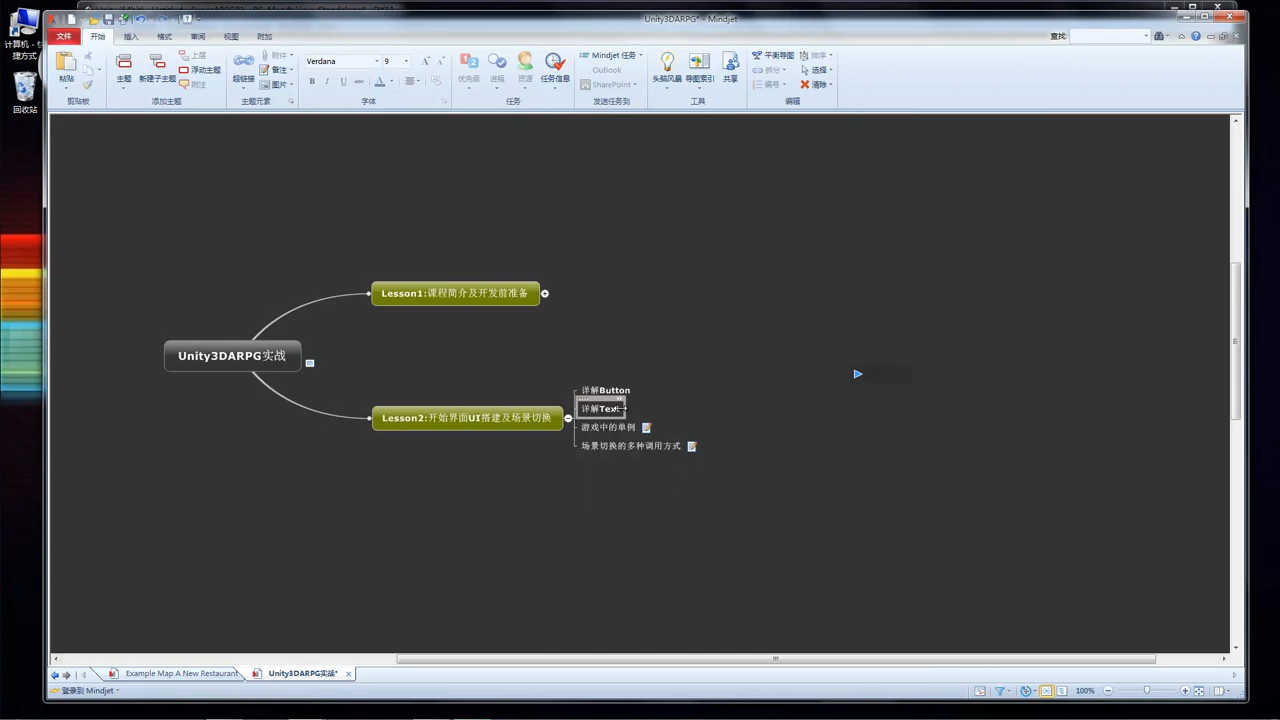 计算机 - 快
捷方式
回收站
Unity3DARPG* - Mindjet
文件
开始
插入
格式
审阅
视图
附加
查找:
粘贴
剪贴板
主题
新建子主题
上层
浮动主题
附注
添加主题
超链接
附件
备注
图片
主题元素
Verdana
9
B I U abc A
字体
优先级
进程
资源
任务信息
任务
Mindjet 任务
Outlook
SharePoint
发送任务到
头脑风暴
导图索引
共享
工具
平衡导图
拆分
编号
排序
选择
清除
编辑
Lesson1:课程简介及开发前准备
Unity3DARPG实战
详解Button
详解Text
Lesson2:开始界面UI搭建及场景切换
游戏中的单例
场景切换的多种调用方式
Example Map A New Restaurant
Unity3DARPG实战*
登录到 Mindjet
100%